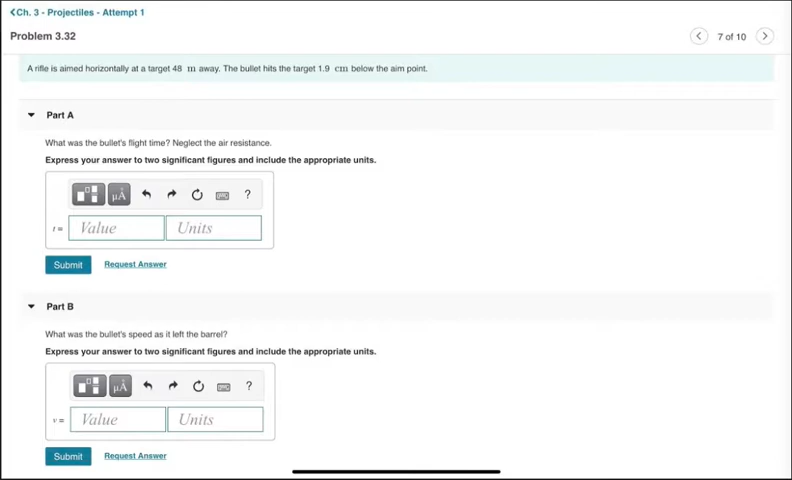 <Ch. 3 - Projectiles - Attempt 1
Problem 3.32
7 of 10
A rifle is aimed horizontally at a target 48 m away. The bullet hits the target 1.9 cm below the aim point.
Part A
What was the bullet's flight time? Neglect the air resistance.
Express your answer to two significant figures and include the appropriate units.
μÅ
?
t =
Value
Units
Submit
Request Answer
Part B
What was the bullet's speed as it left the barrel?
Express your answer to two significant figures and include the appropriate units.
μÅ
?
v =
Value
Units
Submit
Request Answer